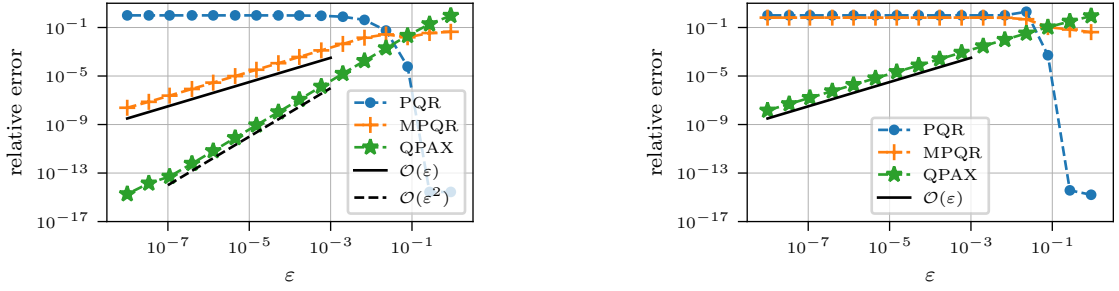 relative error
10⁻¹
10⁻⁵
10⁻⁹
10⁻¹³
10⁻¹⁷
PQR
MPQR
QPAX
𝒪(ε)
𝒪(ε²)
10⁻⁷
10⁻⁵
10⁻³
10⁻¹
ε
relative error
10⁻¹
10⁻⁵
10⁻⁹
10⁻¹³
10⁻¹⁷
PQR
MPQR
QPAX
𝒪(ε)
10⁻⁷
10⁻⁵
10⁻³
10⁻¹
ε